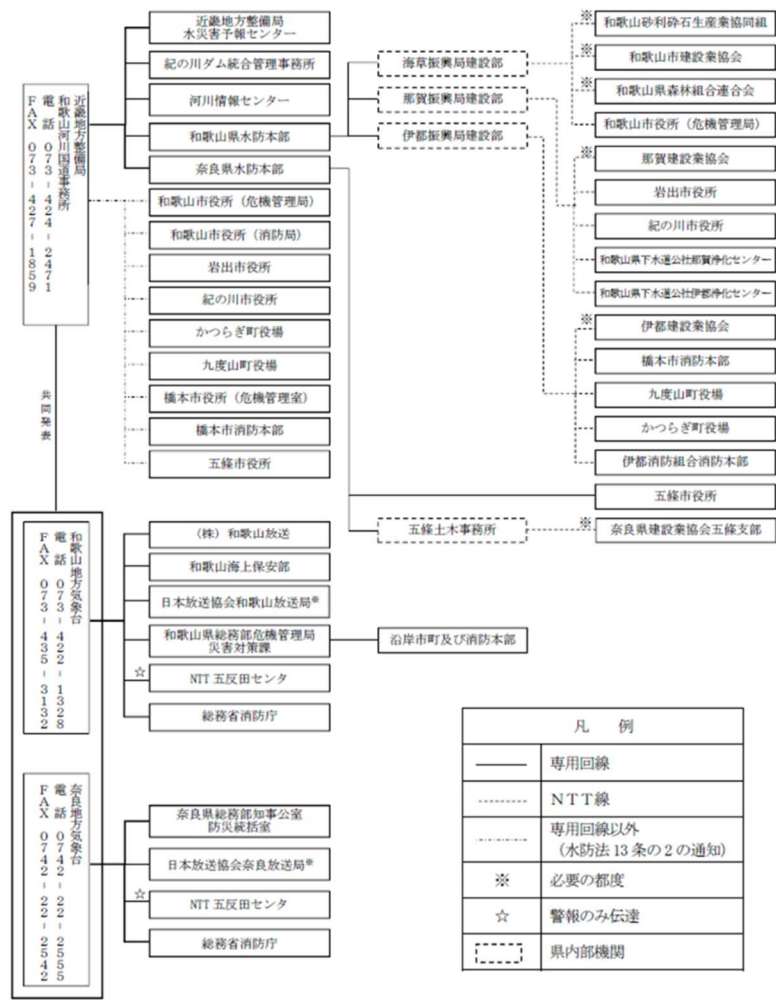 近畿地方整備局
和歌山河川国道事務所
電話 073-424-2471
FAX 073-427-1859
共同発表
近畿地方整備局
水災害予報センター
紀の川ダム統合管理事務所
河川情報センター
和歌山県水防本部
奈良県水防本部
和歌山市役所(危機管理局)
和歌山市役所(消防局)
岩出市役所
紀の川市役所
かつらぎ町役場
九度山町役場
橋本市役所(危機管理室)
橋本市消防本部
五條市役所
海草振興局建設部
那賀振興局建設部
伊都振興局建設部
※
和歌山砂利砕石生産業協同組
※
和歌山市建設業協会
※
和歌山県森林組合連合会
和歌山市役所(危機管理局)
※
那賀建設業協会
岩出市役所
紀の川市役所
和歌山県下水道公社那賀浄化センター
和歌山県下水道公社伊都浄化センター
※
伊都建設業協会
橋本市消防本部
九度山町役場
かつらぎ町役場
伊都消防組合消防本部
五條市役所
五條土木事務所
※
奈良県建設業協会五條支部
和歌山地方気象台
電話 073-422-1328
FAX 073-435-3132
(株)和歌山放送
和歌山海上保安部
日本放送協会和歌山放送局※
和歌山県総務部危機管理局
災害対策課
沿岸市町及び消防本部
☆
NTT五反田センタ
総務省消防庁
奈良地方気象台
電話 0742-22-2555
FAX 0742-22-2542
奈良県総務部知事公室
防災統括室
日本放送協会奈良放送局※
☆
NTT五反田センタ
総務省消防庁
凡 例
専用回線
NTT線
専用回線以外
(水防法13条の2の通知)
※ 必要の都度
☆ 警報のみ伝達
県内部機関